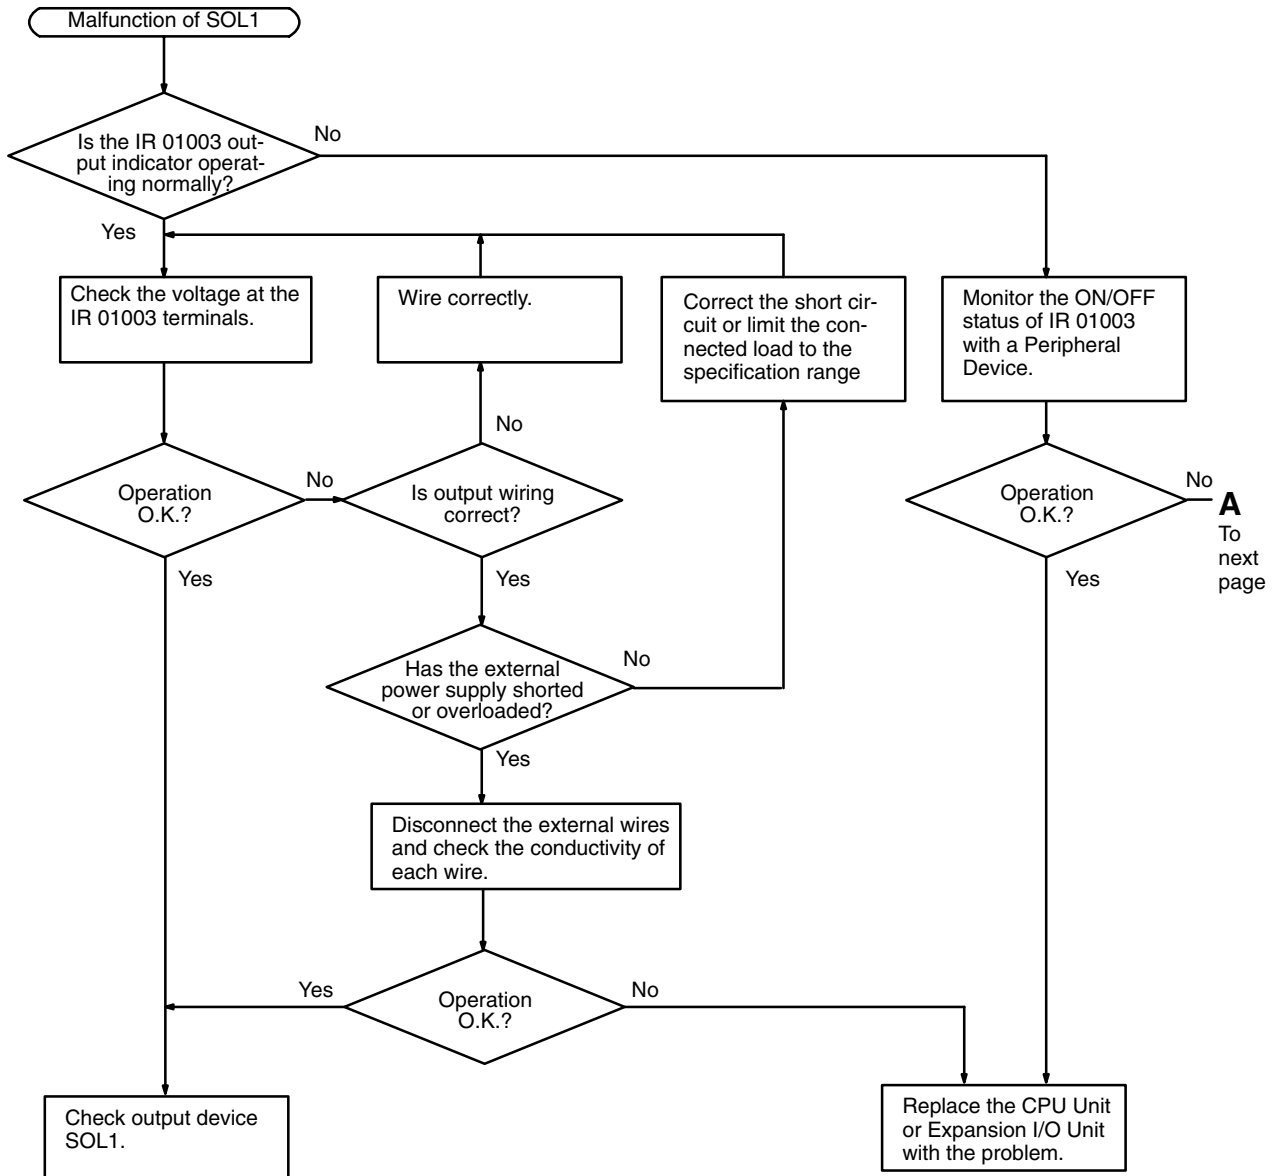 Malfunction of SOL1
Is the IR 01003 out-
put indicator operat-
ing normally?
No
Yes
Check the voltage at the
IR 01003 terminals.
Wire correctly.
Correct the short cir-
cuit or limit the con-
nected load to the
specification range
Monitor the ON/OFF
status of IR 01003
with a Peripheral
Device.
No
Operation
O.K.?
No
Is output wiring
correct?
Operation
O.K.?
No
A
To
next
page
Yes
Yes
Yes
Has the external
power supply shorted
or overloaded?
No
Yes
Disconnect the external wires
and check the conductivity of
each wire.
Yes
Operation
O.K.?
No
Check output device
SOL1.
Replace the CPU Unit
or Expansion I/O Unit
with the problem.